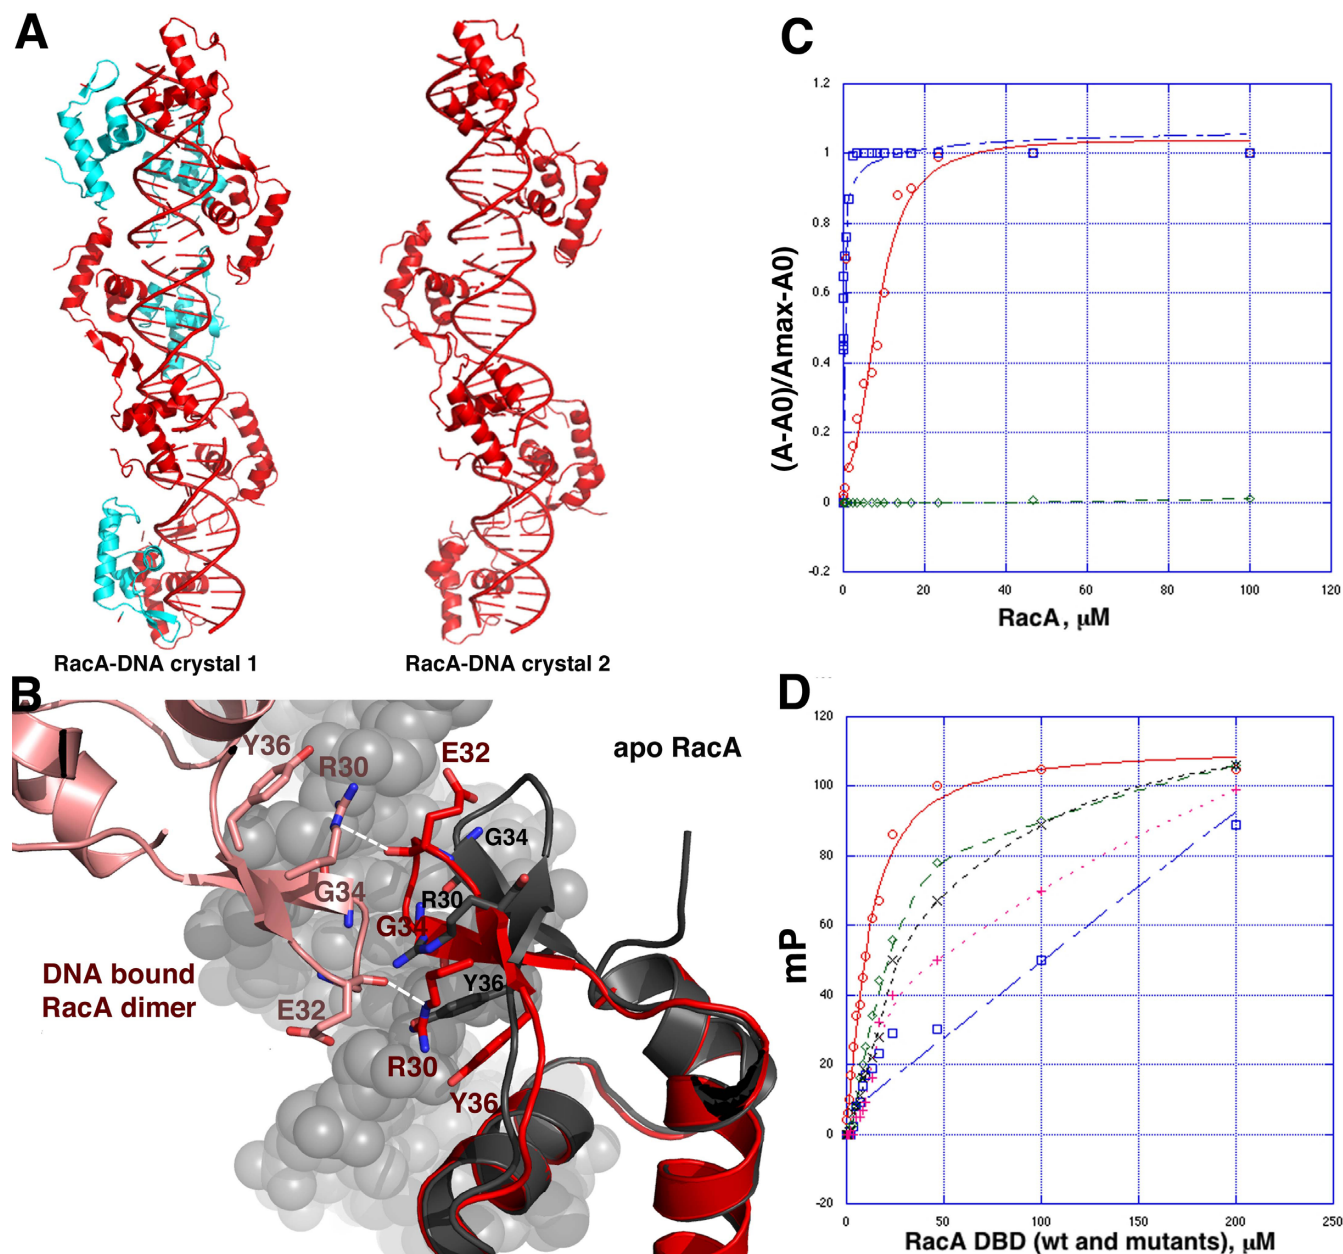 A
RacA-DNA crystal 1
RacA-DNA crystal 2
B
Y36
R30
E32
apo RacA
G34
G34
R30
G34
DNA bound
RacA dimer
Y36
E32
R30
Y36
C
1.2
1
0.8
0.6
0.4
0.2
0
-0.2
(A-A0)/Amax-A0)
0
20
40
60
80
100
120
RacA, μM
D
120
100
80
60
40
20
0
-20
mP
0
50
100
150
200
250
RacA DBD (wt and mutants), μM